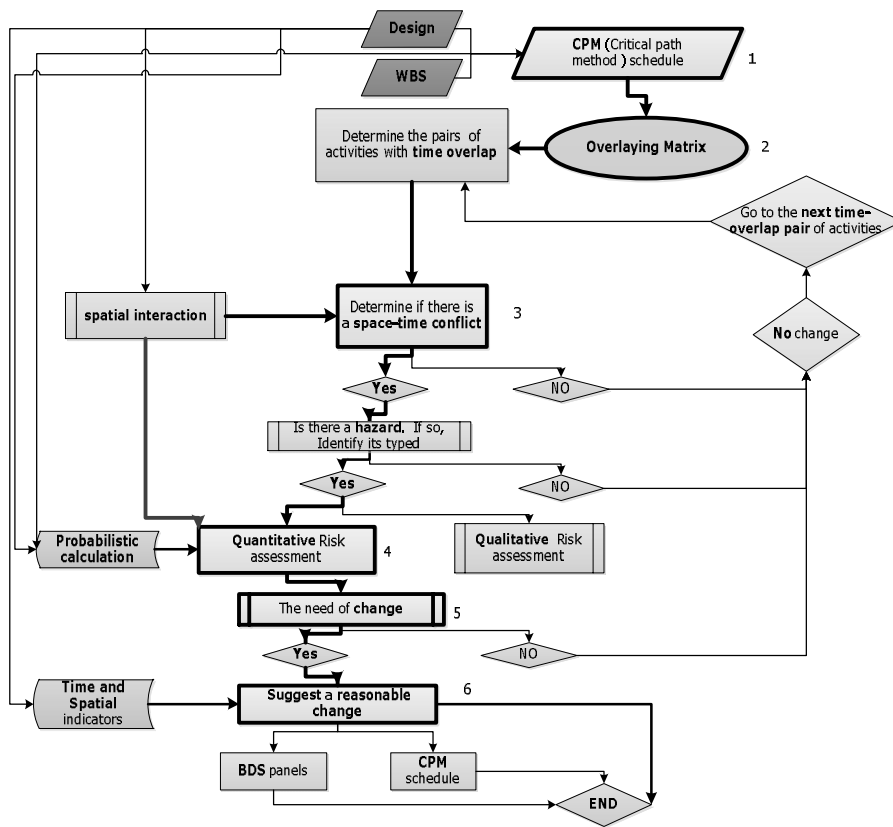 Design
CPM (Critical path
method ) schedule
1
WBS
Determine the pairs of
activities with time overlap
Overlaying Matrix
2
Go to the next time-
overlap pair of activities
spatial interaction
Determine if there is
a space-time conflict
3
No change
Yes
NO
Is there a hazard. If so,
Identify its typed
Yes
NO
Probabilistic
calculation
Quantitative Risk
assessment
4
Qualitative Risk
assessment
The need of change
5
Yes
NO
Time and
Spatial
indicators
Suggest a reasonable
change
6
BDS panels
CPM
schedule
END